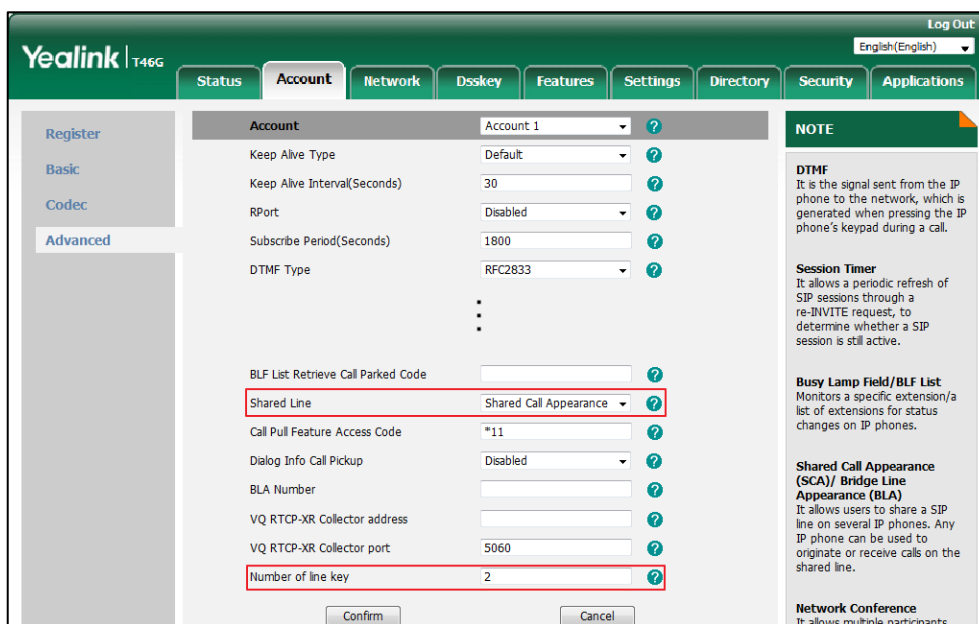 Log Out
Yealink T46G
English(English)
Status Account Network Dsskey Features Settings Directory Security Applications
Register
Basic
Codec
Advanced
Account Account 1 ?
Keep Alive Type Default ?
Keep Alive Interval(Seconds) 30 ?
RPort Disabled ?
Subscribe Period(Seconds) 1800 ?
DTMF Type RFC2833 ?
BLF List Retrieve Call Parked Code ?
Shared Line Shared Call Appearance ?
Call Pull Feature Access Code *11 ?
Dialog Info Call Pickup Disabled ?
BLA Number ?
VQ RTCP-XR Collector address ?
VQ RTCP-XR Collector port 5060 ?
Number of line key 2 ?
Confirm Cancel
NOTE
DTMF
It is the signal sent from the IP
phone to the network, which is
generated when pressing the IP
phone's keypad during a call.
Session Timer
It allows a periodic refresh of
SIP sessions through a
re-INVITE request, to
determine whether a SIP
session is still active.
Busy Lamp Field/BLF List
Monitors a specific extension/a
list of extensions for status
changes on IP phones.
Shared Call Appearance
(SCA)/ Bridge Line
Appearance (BLA)
It allows users to share a SIP
line on several IP phones. Any
IP phone can be used to
originate or receive calls on the
shared line.
Network Conference
It allows multiple participants